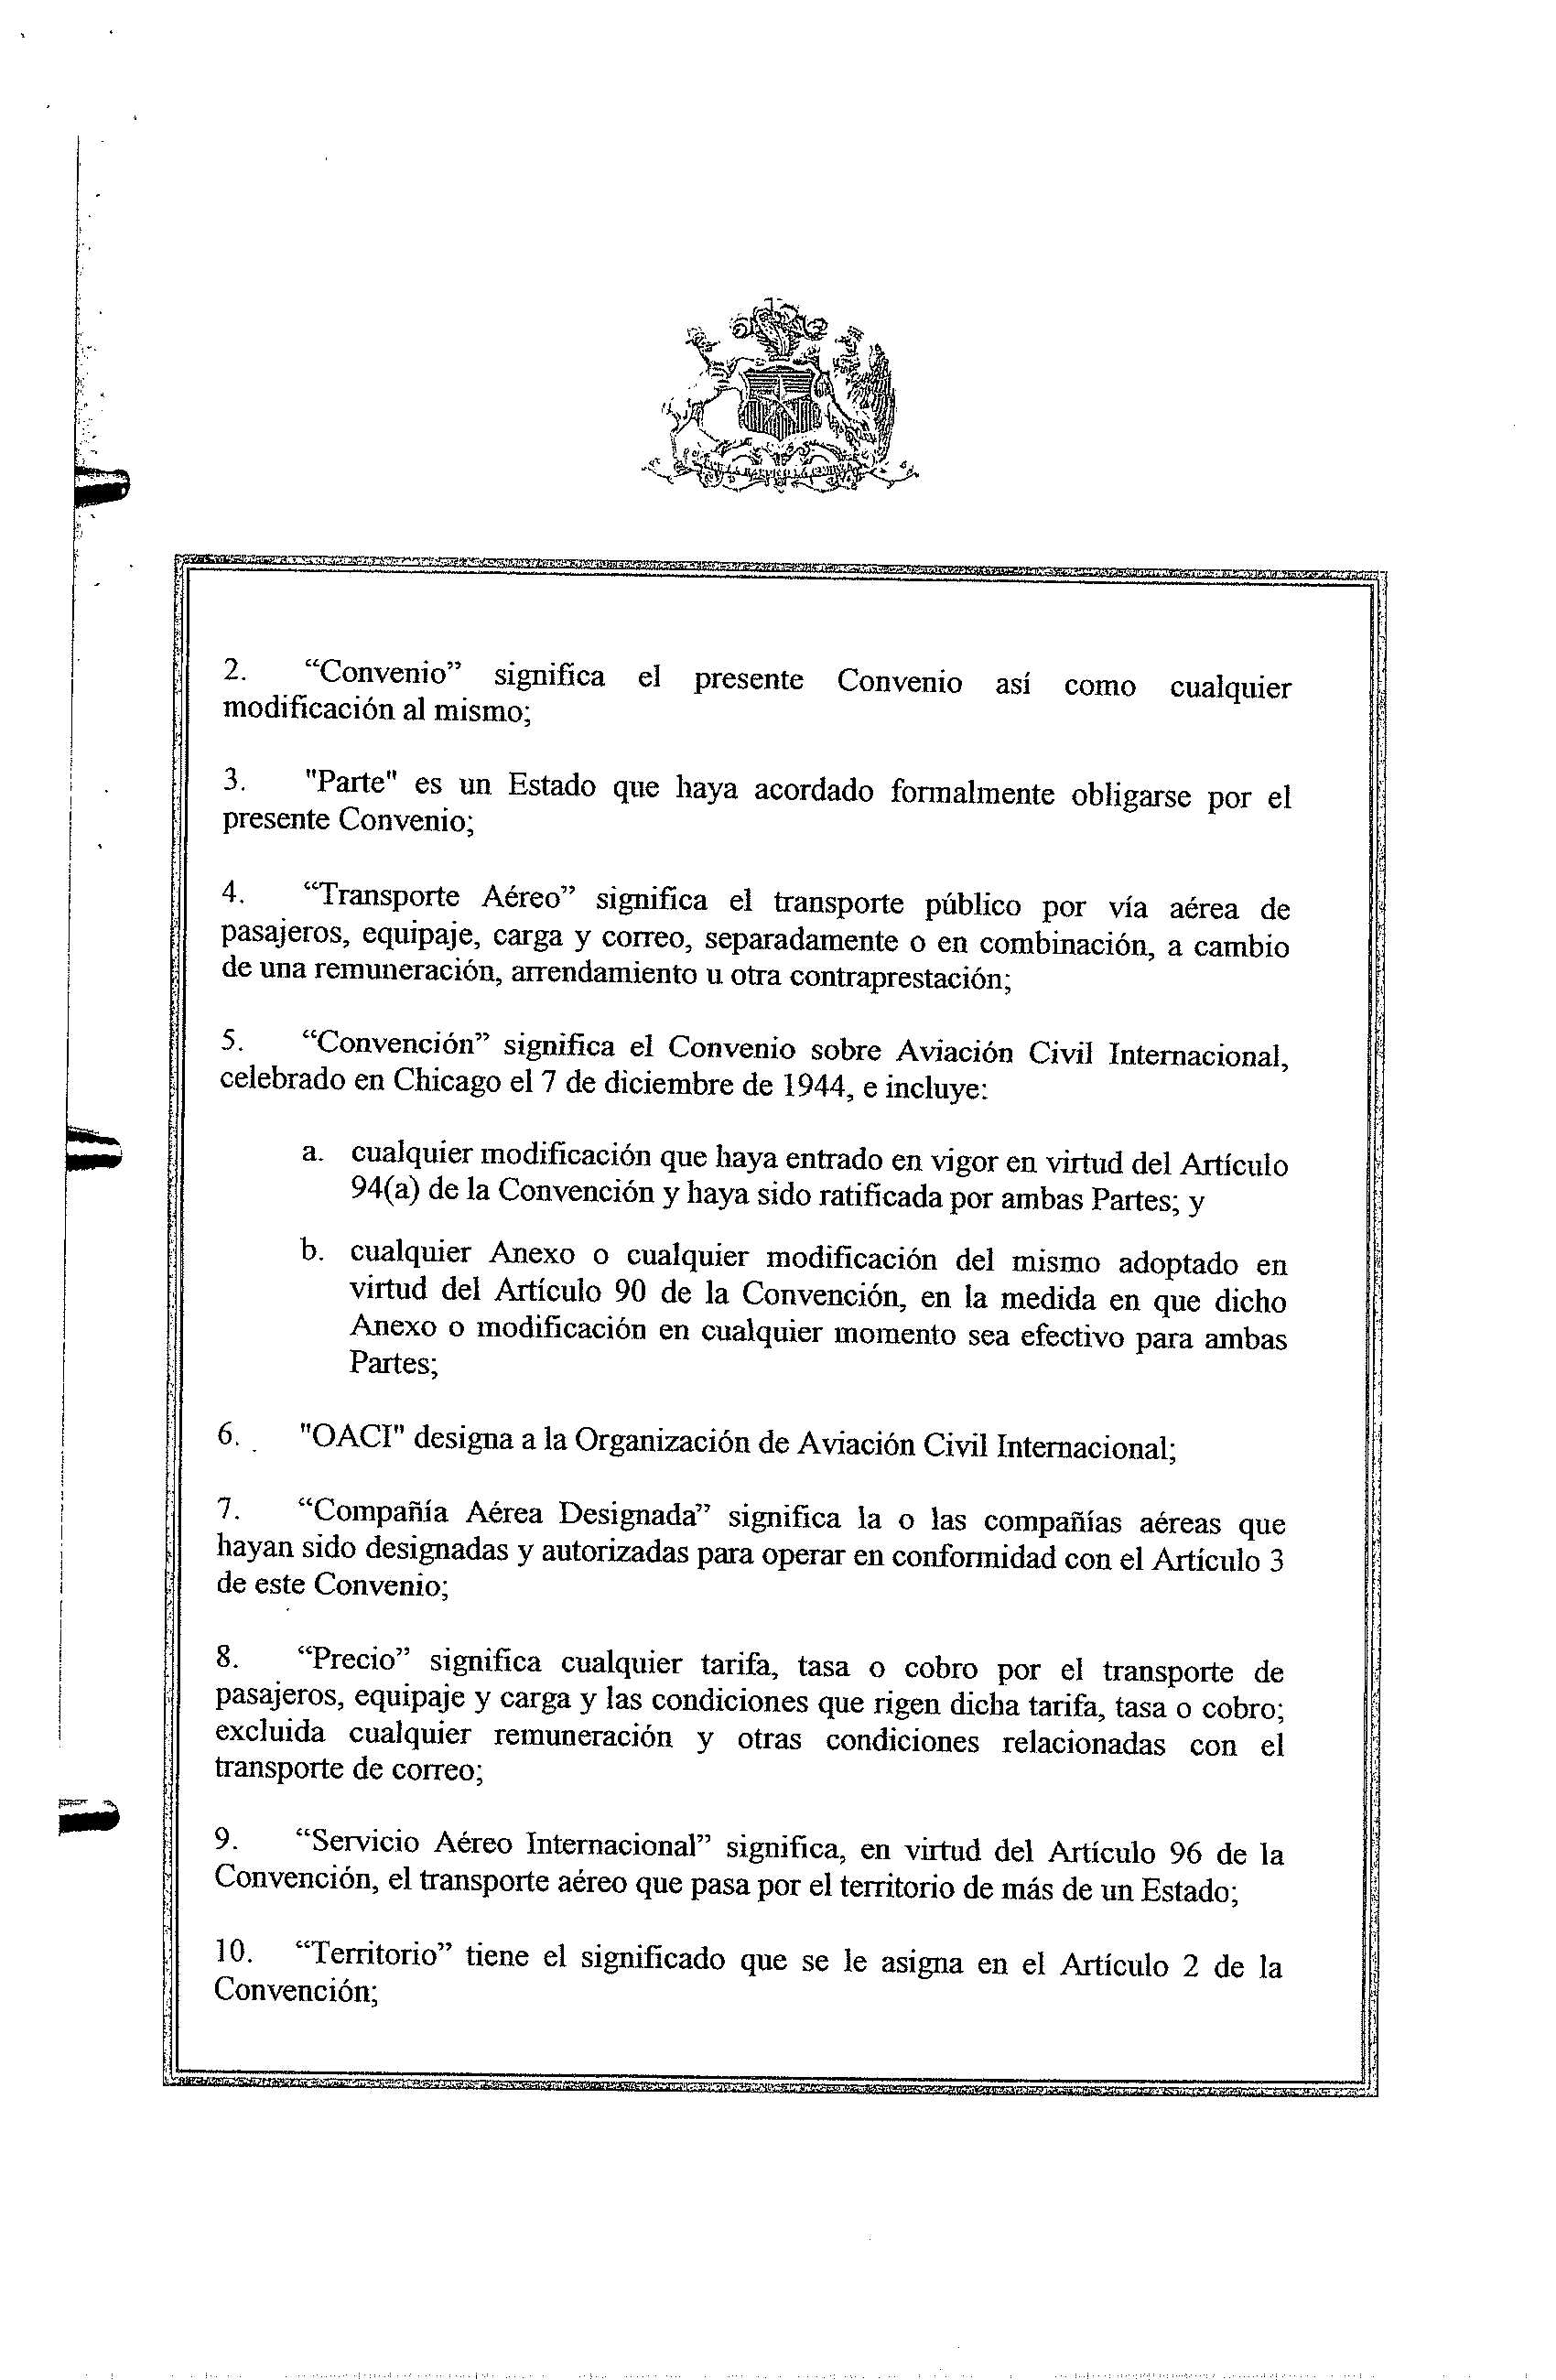 2. “Convenio” significa el presente Convenio así como cualquier
modificación al mismo;
3. "Parte" es un Estado que haya acordado formalmente obligarse por el
presente Convenio;
4. “Transporte Aéreo” significa el transporte público por vía aérea de
pasajeros, equipaje, carga y correo, separadamente o en combinación, a cambio
de una remuneración, arrendamiento u otra contraprestación;
5. “Convención” significa el Convenio sobre Aviación Civil Internacional,
celebrado en Chicago el 7 de diciembre de 1944, e incluye:
a. cualquier modificación que haya entrado en vigor en virtud del Artículo
94(a) de la Convención y haya sido ratificada por ambas Partes; y
b. cualquier Anexo o cualquier modificación del mismo adoptado en
virtud del Artículo 90 de la Convención, en la medida en que dicho
Anexo o modificación en cualquier momento sea efectivo para ambas
Partes;
6. "OACI" designa a la Organización de Aviación Civil Internacional;
7. “Compañía Aérea Designada” significa la o las compañías aéreas que
hayan sido designadas y autorizadas para operar en conformidad con el Artículo 3
de este Convenio;
8. “Precio” significa cualquier tarifa, tasa o cobro por el transporte de
pasajeros, equipaje y carga y las condiciones que rigen dicha tarifa, tasa o cobro;
excluida cualquier remuneración y otras condiciones relacionadas con el
transporte de correo;
9. “Servicio Aéreo Internacional” significa, en virtud del Artículo 96 de la
Convención, el transporte aéreo que pasa por el territorio de más de un Estado;
10. “Territorio” tiene el significado que se le asigna en el Artículo 2 de la
Convención;